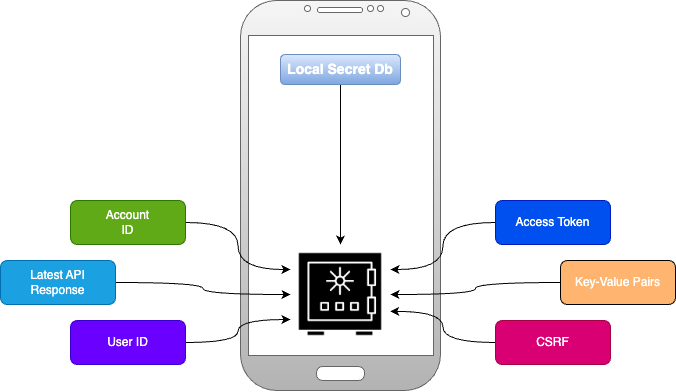 Local Secret Db
Account
ID
Access Token
Latest API
Response
Key-Value Pairs
User ID
CSRF